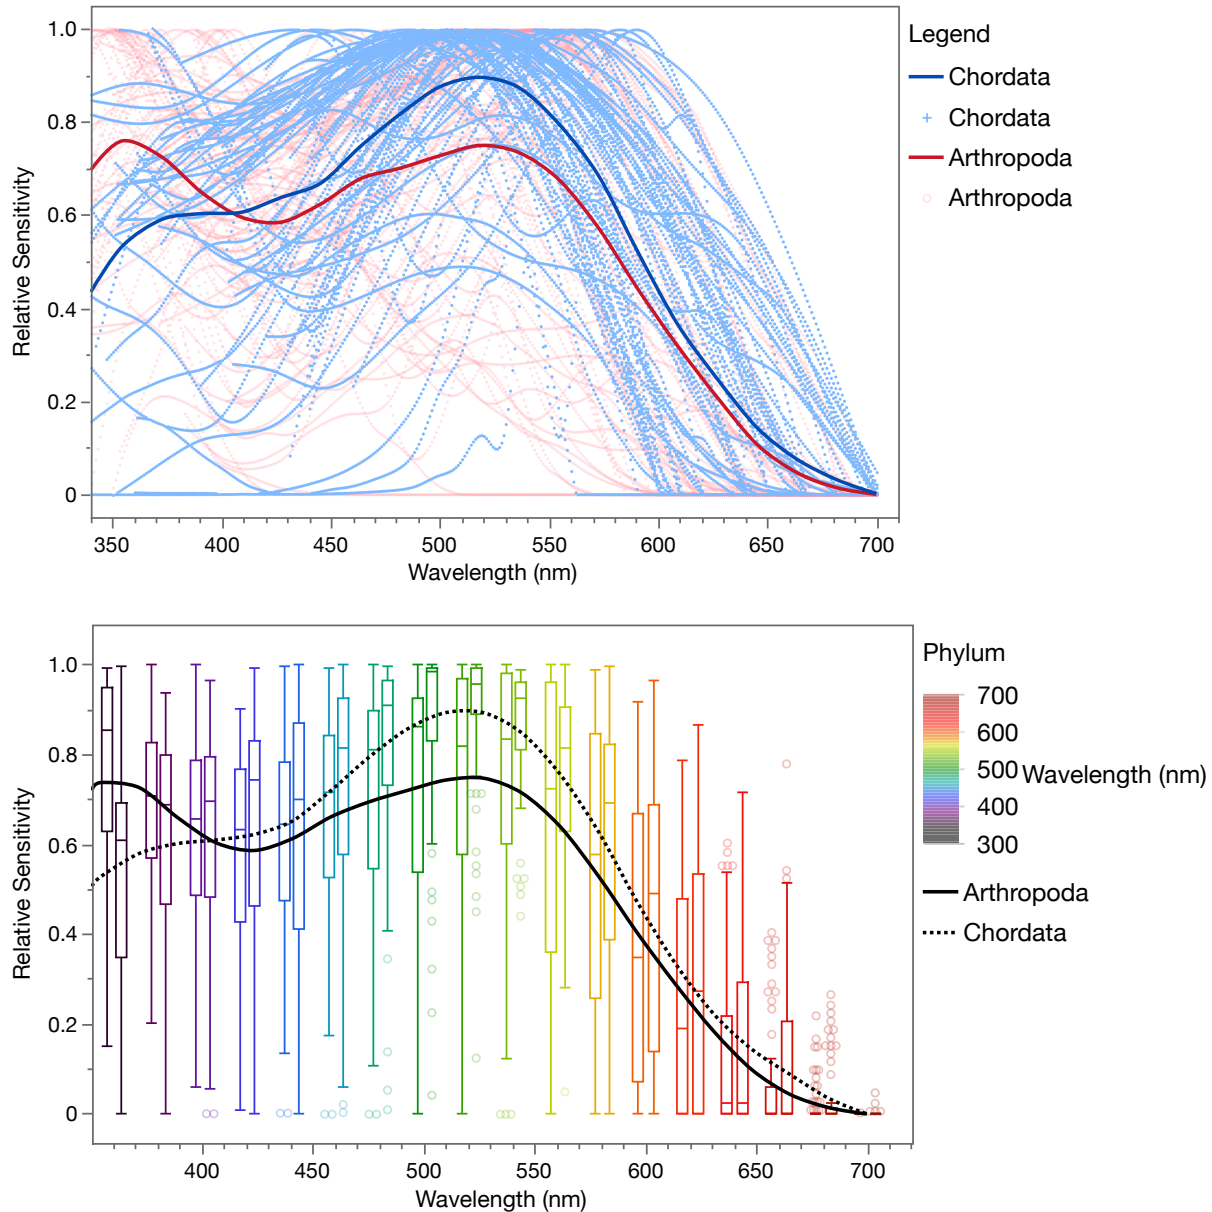 1.0
0.8
0.6
0.4
0.2
0
Relative Sensitivity
350 400 450 500 550 600 650 700
Wavelength (nm)
Legend
Chordata
Chordata
Arthropoda
Arthropoda
1.0
0.8
0.6
0.4
0.2
0
Relative Sensitivity
400 450 500 550 600 650 700
Wavelength (nm)
Phylum
700
600
500
400
300
Wavelength (nm)
Arthropoda
Chordata